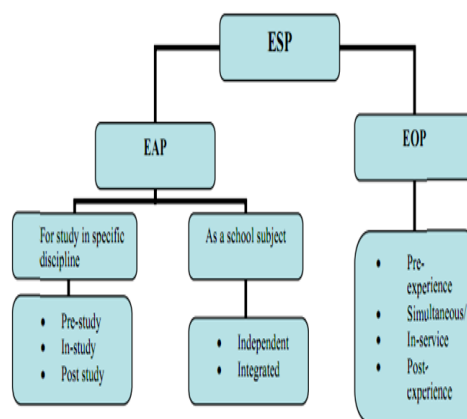 ESP
EAP
EOP
For study in specific
discipline
As a school subject
• Pre-study
• In-study
• Post study
• Independent
• Integrated
• Pre-
experience
• Simultaneous/
• In-service
• Post-
experience